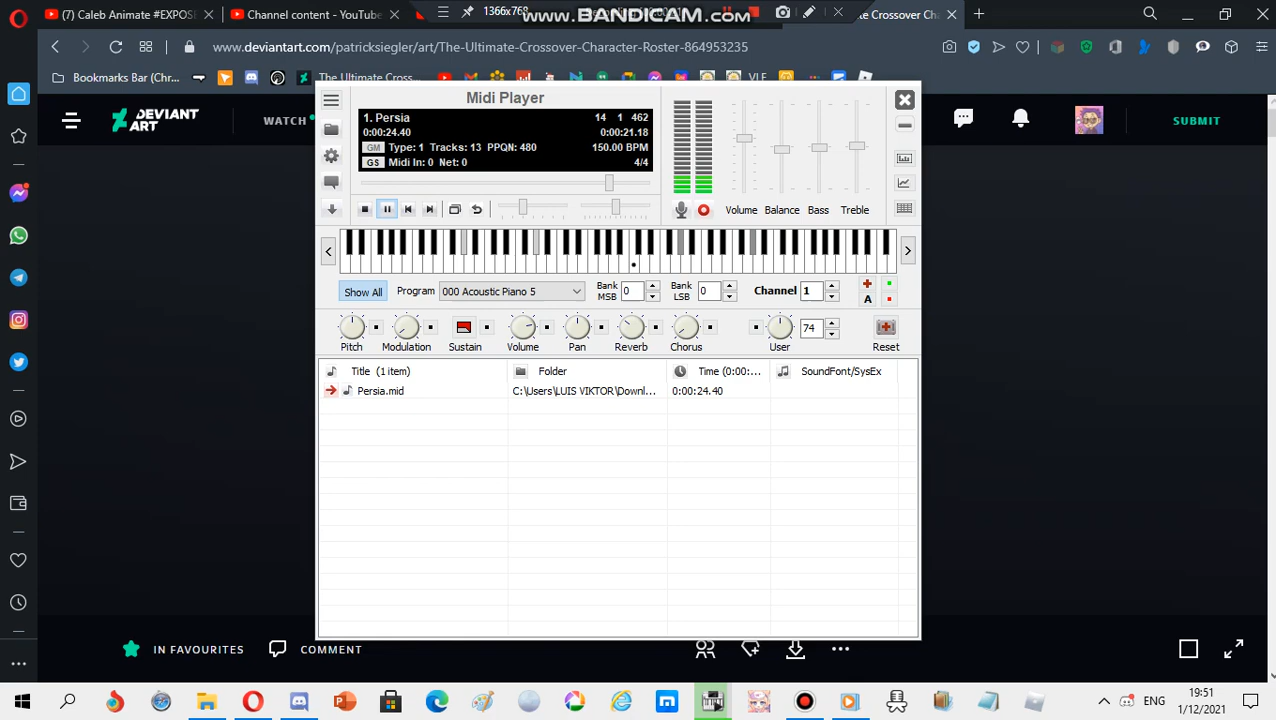 (7) Caleb Animate #EXPOSE
Channel content - YouTube
1366x768
www.BANDICAM.com
te Crossover Cha
www.deviantart.com/patricksiegler/art/The-Ultimate-Crossover-Character-Roster-864953235
Bookmarks Bar (Chr...
The Ultimate Cross...
VLF
DEVIANT ART
WATCH
SUBMIT
Midi Player
1. Persia
14 1 462
0:00:24.40
0:00:21.18
GM Type: 1 Tracks: 13 PPQN: 480
150.00 BPM
GS Midi In: 0 Net: 0
4/4
Volume Balance Bass Treble
Show All Program 000 Acoustic Piano 5 Bank MSB 0 Bank LSB 0 Channel 1 A
74
Pitch Modulation Sustain Volume Pan Reverb Chorus User Reset
Title (1 item) Folder Time (0:00:... SoundFont/SysEx
Persia.mid C:\Users\LUIS VIKTOR\Downl... 0:00:24.40
IN FAVOURITES COMMENT
ENG
19:51
1/12/2021